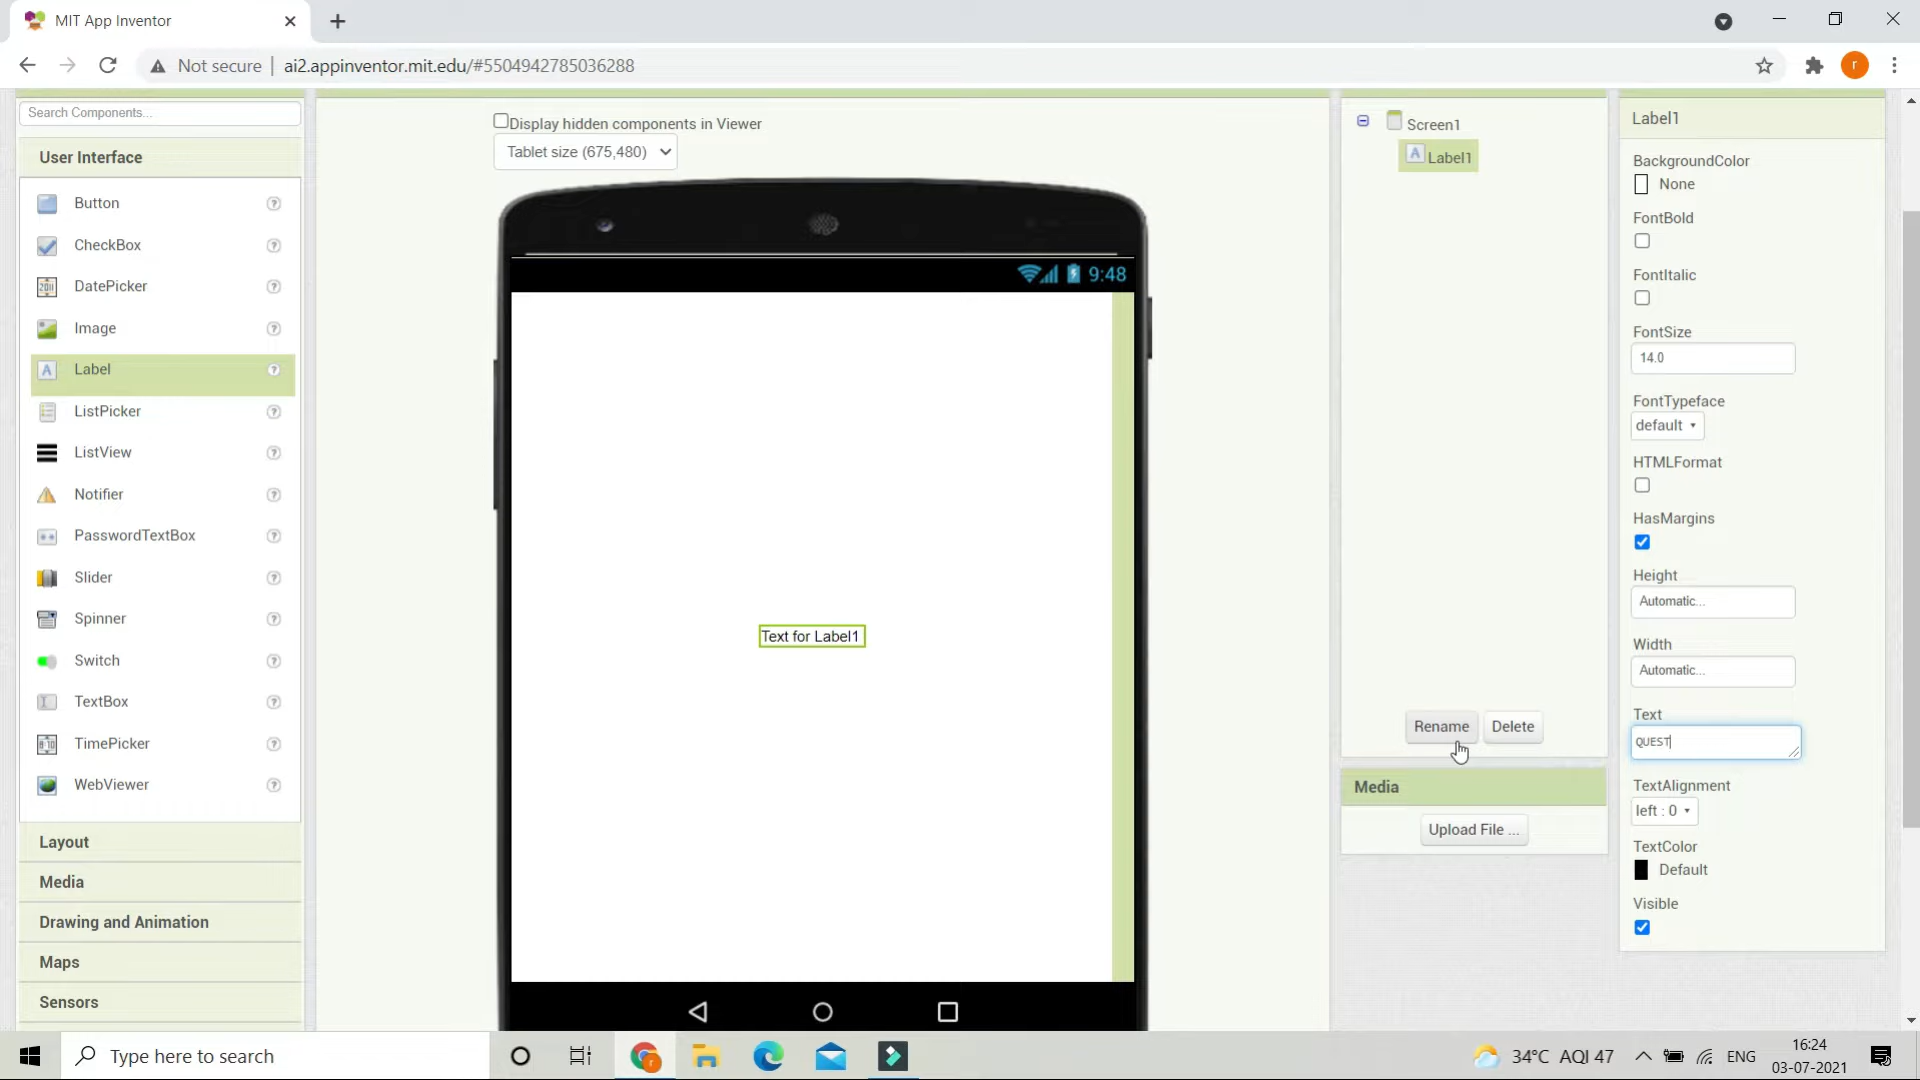 MIT App Inventor
Not secure
ai2.appinventor.mit.edu/#5504942785036288
r
Search Components...
User Interface
Button
CheckBox
DatePicker
Image
Label
ListPicker
ListView
Notifier
PasswordTextBox
Slider
Spinner
Switch
TextBox
TimePicker
WebViewer
Layout
Media
Drawing and Animation
Maps
Sensors
Display hidden components in Viewer
Tablet size (675,480)
9:48
Text for Label1
Screen1
Label1
Rename
Delete
Media
Upload File ...
Label1
BackgroundColor
None
FontBold
FontItalic
FontSize
14.0
FontTypeface
default
HTMLFormat
HasMargins
Height
Automatic...
Width
Automatic...
Text
QUEST
TextAlignment
left : 0
TextColor
Default
Visible
Type here to search
r
34°C AQI 47
ENG
16:24
03-07-2021